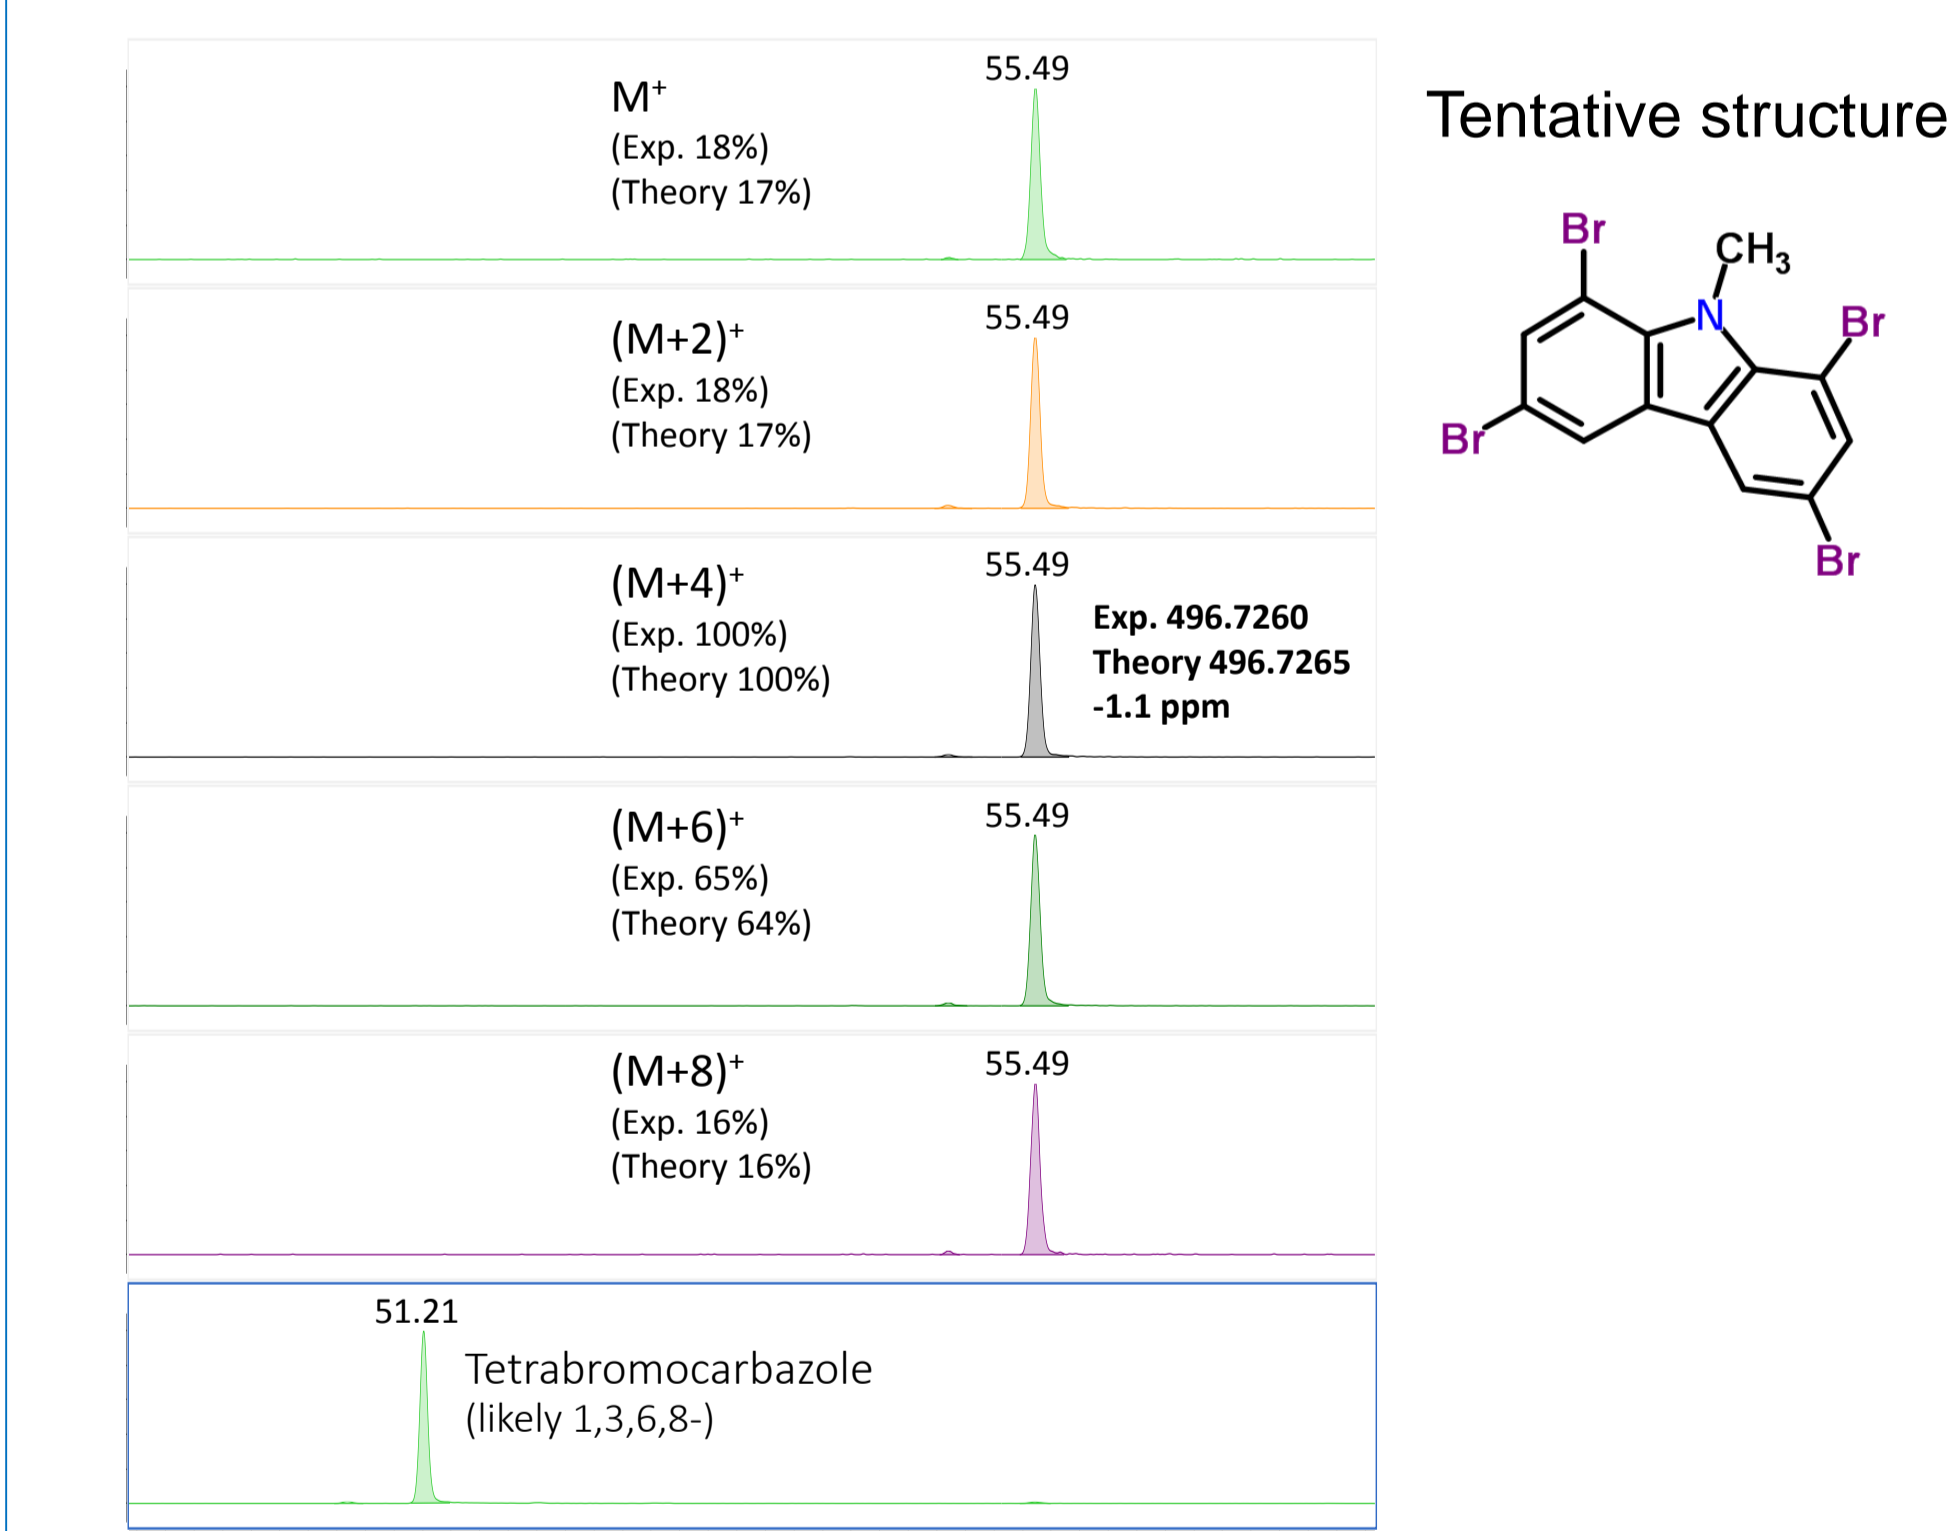 55.49
M⁺
(Exp. 18%)
(Theory 17%)
55.49
(M+2)⁺
(Exp. 18%)
(Theory 17%)
55.49
(M+4)⁺
(Exp. 100%)
(Theory 100%)
Exp. 496.7260
Theory 496.7265
-1.1 ppm
55.49
(M+6)⁺
(Exp. 65%)
(Theory 64%)
55.49
(M+8)⁺
(Exp. 16%)
(Theory 16%)
51.21
Tetrabromocarbazole
(likely 1,3,6,8-)
Tentative structure
Br
CH₃
N
Br
Br
Br